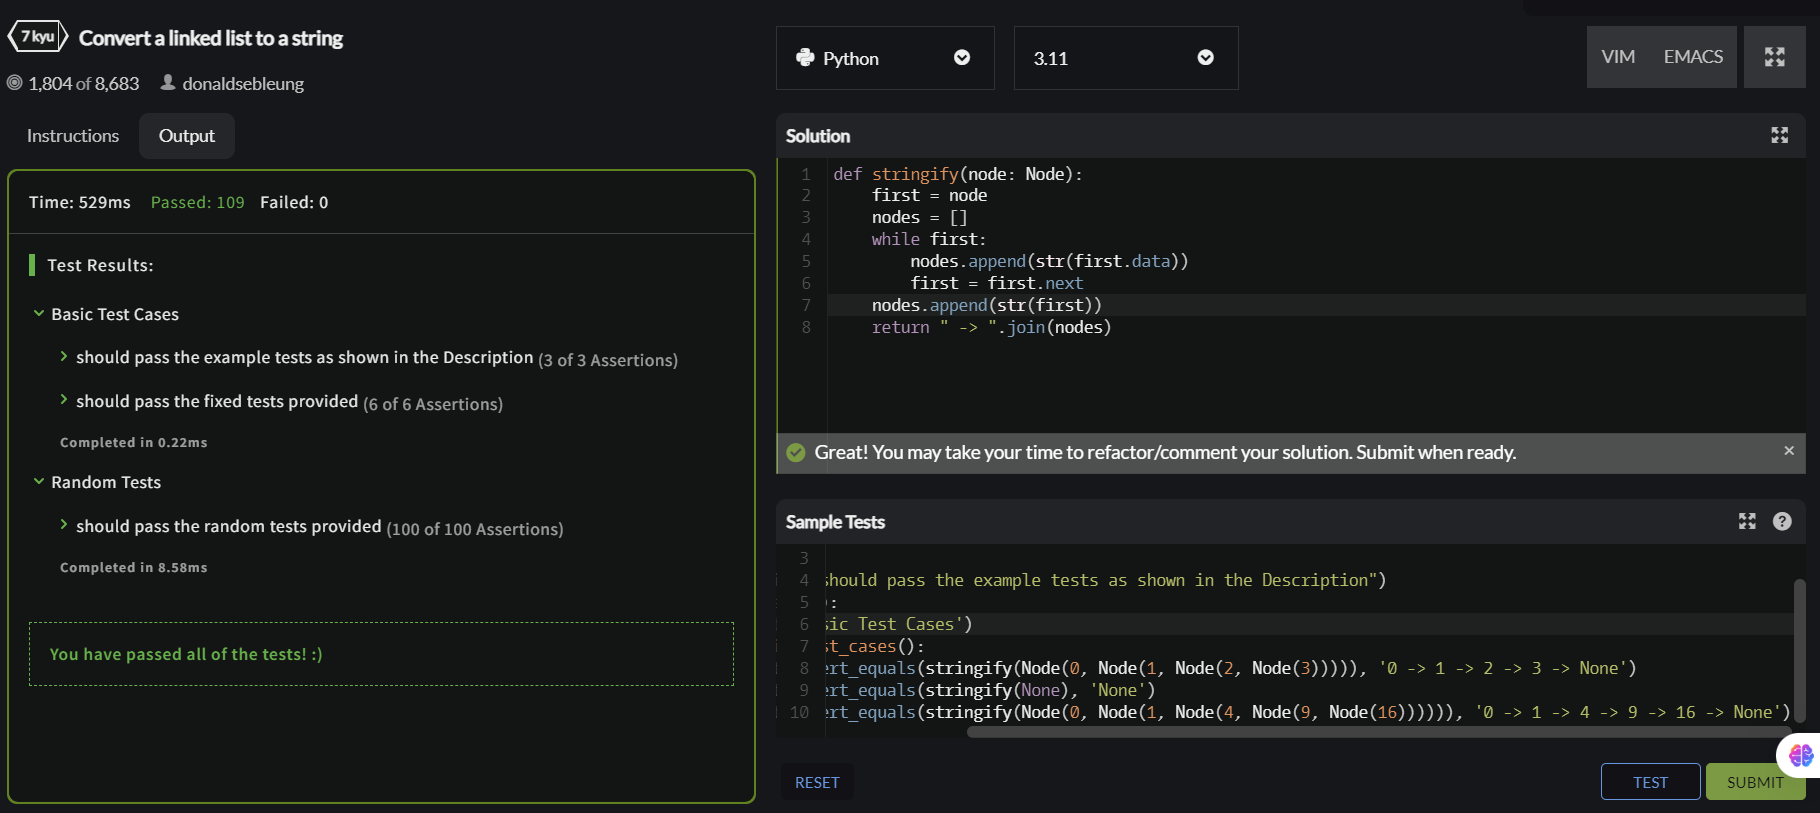 7 kyu Convert a linked list to a string
1,804 of 8,683 donaldsebleung
Instructions Output
Time: 529ms Passed: 109 Failed: 0
Test Results:
Basic Test Cases
should pass the example tests as shown in the Description (3 of 3 Assertions)
should pass the fixed tests provided (6 of 6 Assertions)
Completed in 0.22ms
Random Tests
should pass the random tests provided (100 of 100 Assertions)
Completed in 8.58ms
You have passed all of the tests! :)
Python 3.11 VIM EMACS
Solution
1 def stringify(node: Node):
2     first = node
3     nodes = []
4     while first:
5         nodes.append(str(first.data))
6         first = first.next
7     nodes.append(str(first))
8     return " -> ".join(nodes)
Great! You may take your time to refactor/comment your solution. Submit when ready. ×
Sample Tests ?
3
4 should pass the example tests as shown in the Description")
5 ):
6 sic Test Cases')
7 st_cases():
8 ert_equals(stringify(Node(0, Node(1, Node(2, Node(3))))), '0 -> 1 -> 2 -> 3 -> None')
9 ert_equals(stringify(None), 'None')
10 ert_equals(stringify(Node(0, Node(1, Node(4, Node(9, Node(16)))))), '0 -> 1 -> 4 -> 9 -> 16 -> None')
RESET TEST SUBMIT